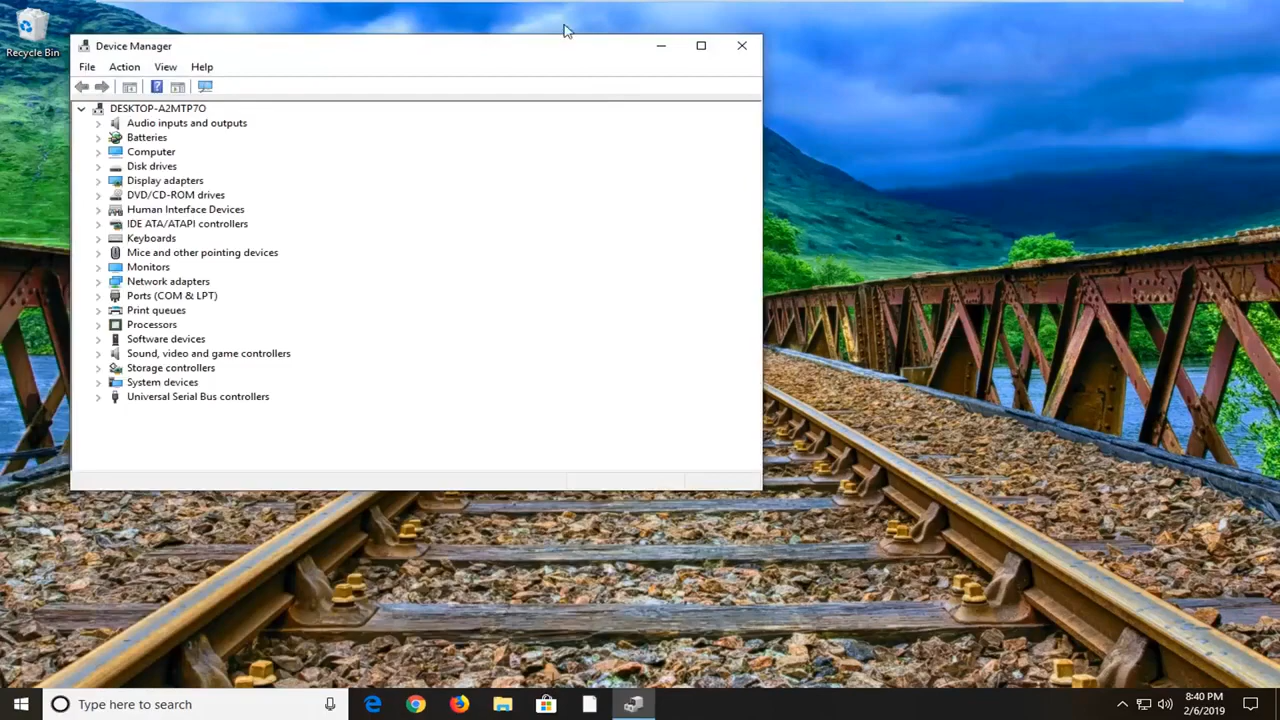 Recycle Bin
Device Manager
File Action View Help
DESKTOP-A2MTP7O
Audio inputs and outputs
Batteries
Computer
Disk drives
Display adapters
DVD/CD-ROM drives
Human Interface Devices
IDE ATA/ATAPI controllers
Keyboards
Mice and other pointing devices
Monitors
Network adapters
Ports (COM & LPT)
Print queues
Processors
Software devices
Sound, video and game controllers
Storage controllers
System devices
Universal Serial Bus controllers
Type here to search
8:40 PM
2/6/2019